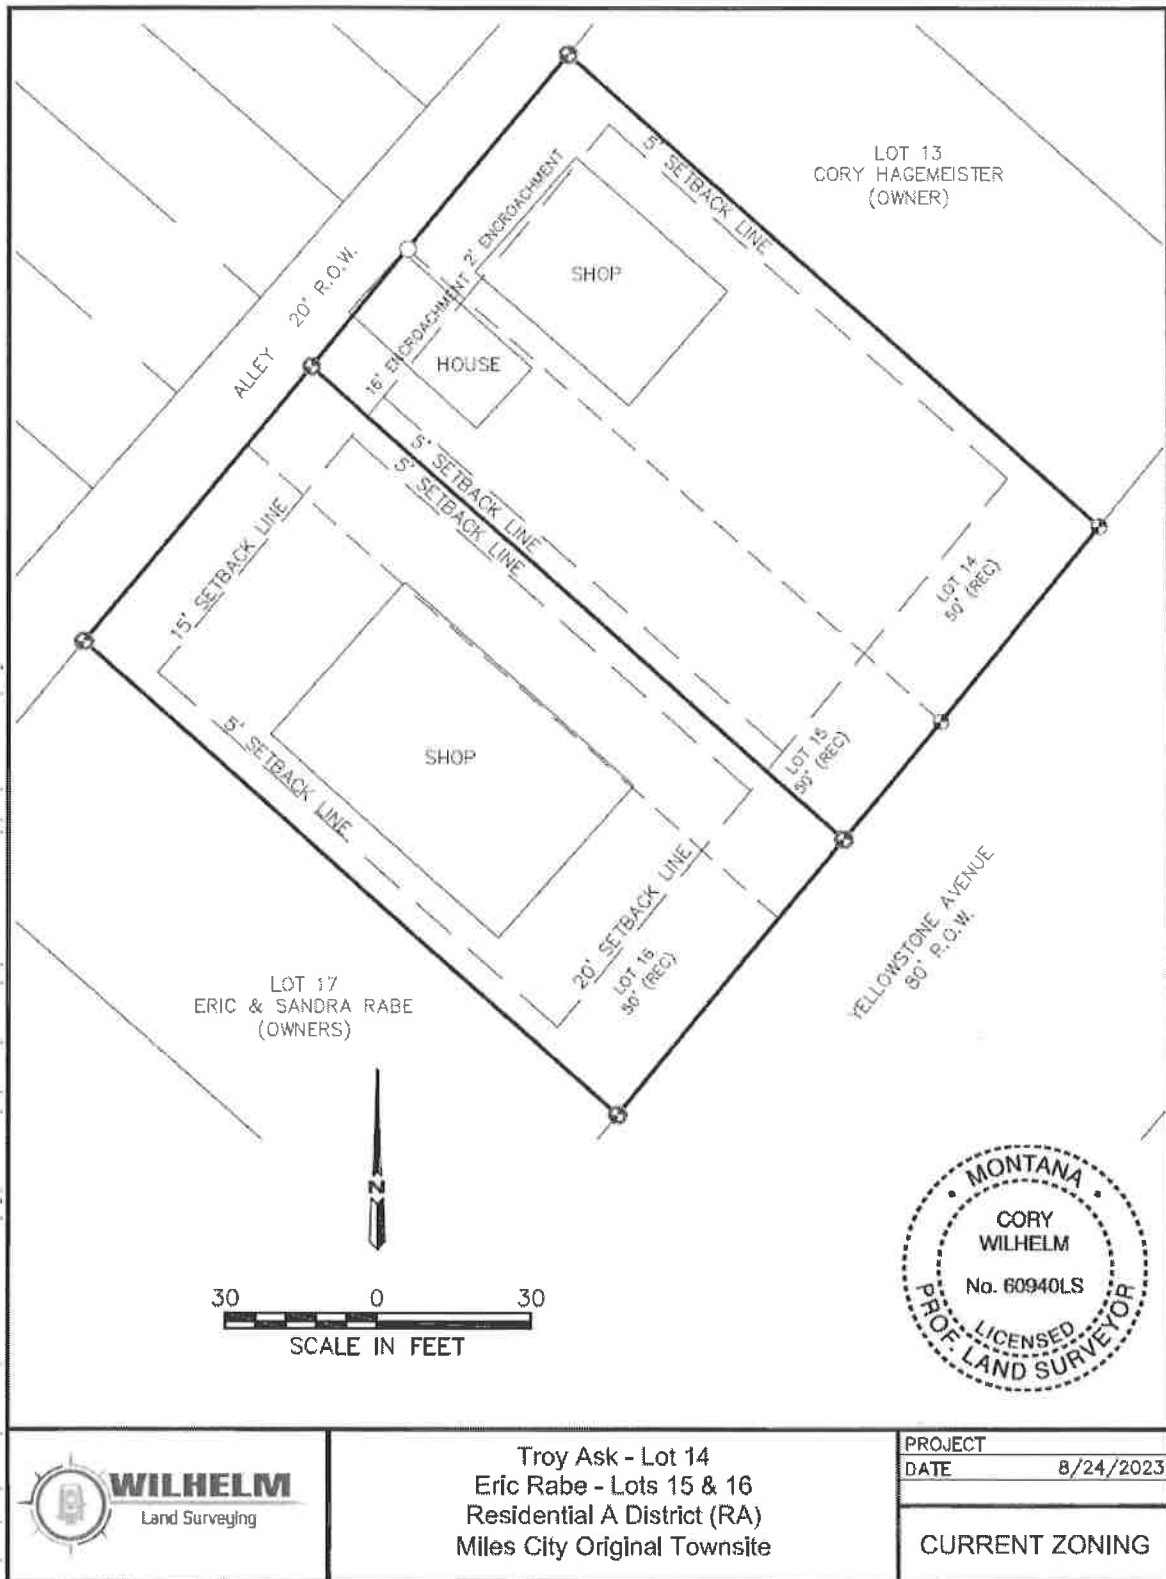 LOT 13
CORY HAGEMEISTER
(OWNER)
5' SETBACK LINE
2' ENCROACHMENT
SHOP
ALLEY 20' R.O.W.
16' ENCROACHMENT
HOUSE
5' SETBACK LINE
5' SETBACK LINE
15' SETBACK LINE
LOT 14
50' (REC)
LOT 15
50' (REC)
SHOP
5' SETBACK LINE
20' SETBACK LINE
LOT 16
50' (REC)
YELLOWSTONE AVENUE
80' R.O.W.
LOT 17
ERIC & SANDRA RABE
(OWNERS)
N
30 0 30
SCALE IN FEET
MONTANA
CORY
WILHELM
No. 60940LS
LICENSED
PROF. LAND SURVEYOR
WILHELM
Land Surveying
Troy Ask - Lot 14
Eric Rabe - Lots 15 & 16
Residential A District (RA)
Miles City Original Townsite
PROJECT
DATE 8/24/2023
CURRENT ZONING